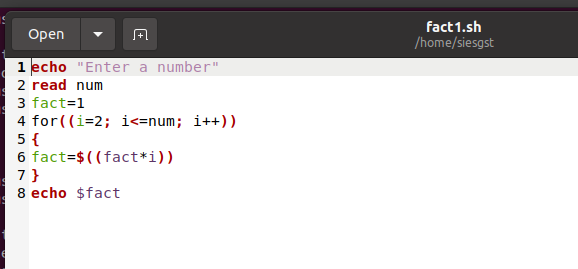 Open
fact1.sh
/home/siesgst
1 echo "Enter a number"
2 read num
3 fact=1
4 for((i=2; i<=num; i++))
5 {
6 fact=$((fact*i))
7 }
8 echo $fact